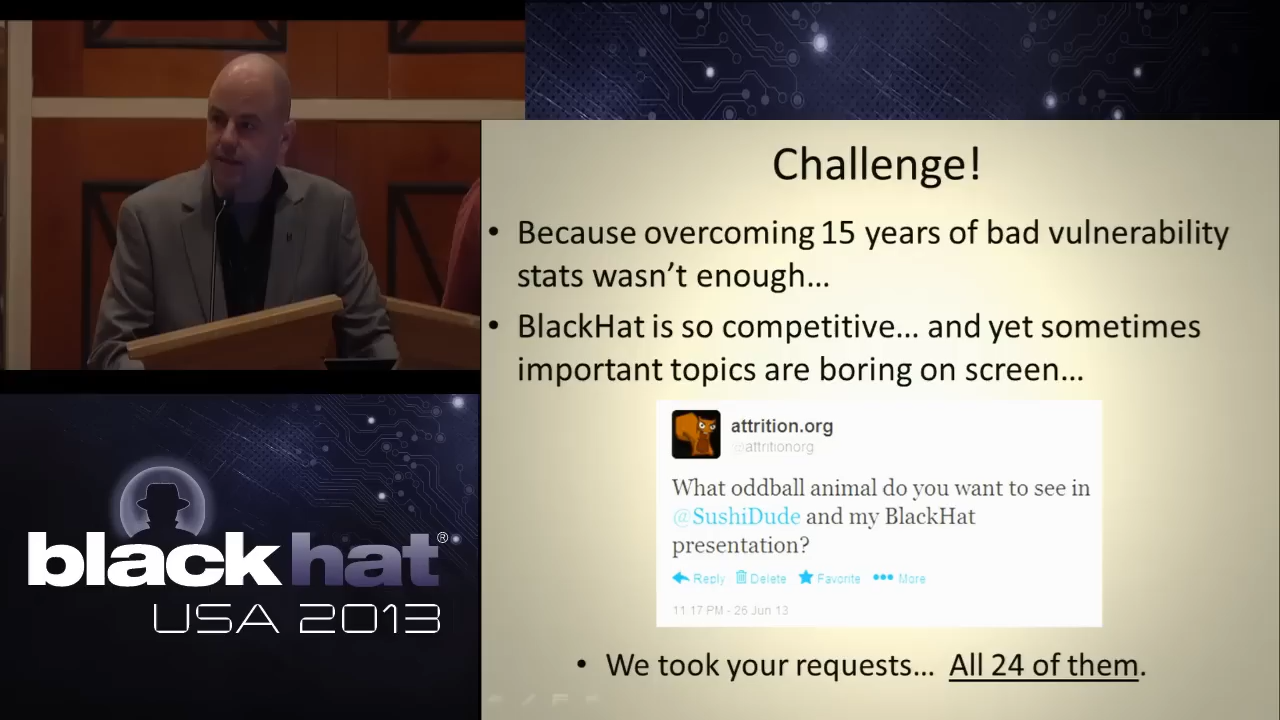 Challenge!
• Because overcoming 15 years of bad vulnerability
stats wasn't enough…
• BlackHat is so competitive… and yet sometimes
important topics are boring on screen…
attrition.org
@attritionorg
What oddball animal do you want to see in
@SushiDude and my BlackHat
presentation?
Reply Delete Favorite More
11:17 PM - 26 Jun 13
• We took your requests… All 24 of them.
blackhat®
USA 2013